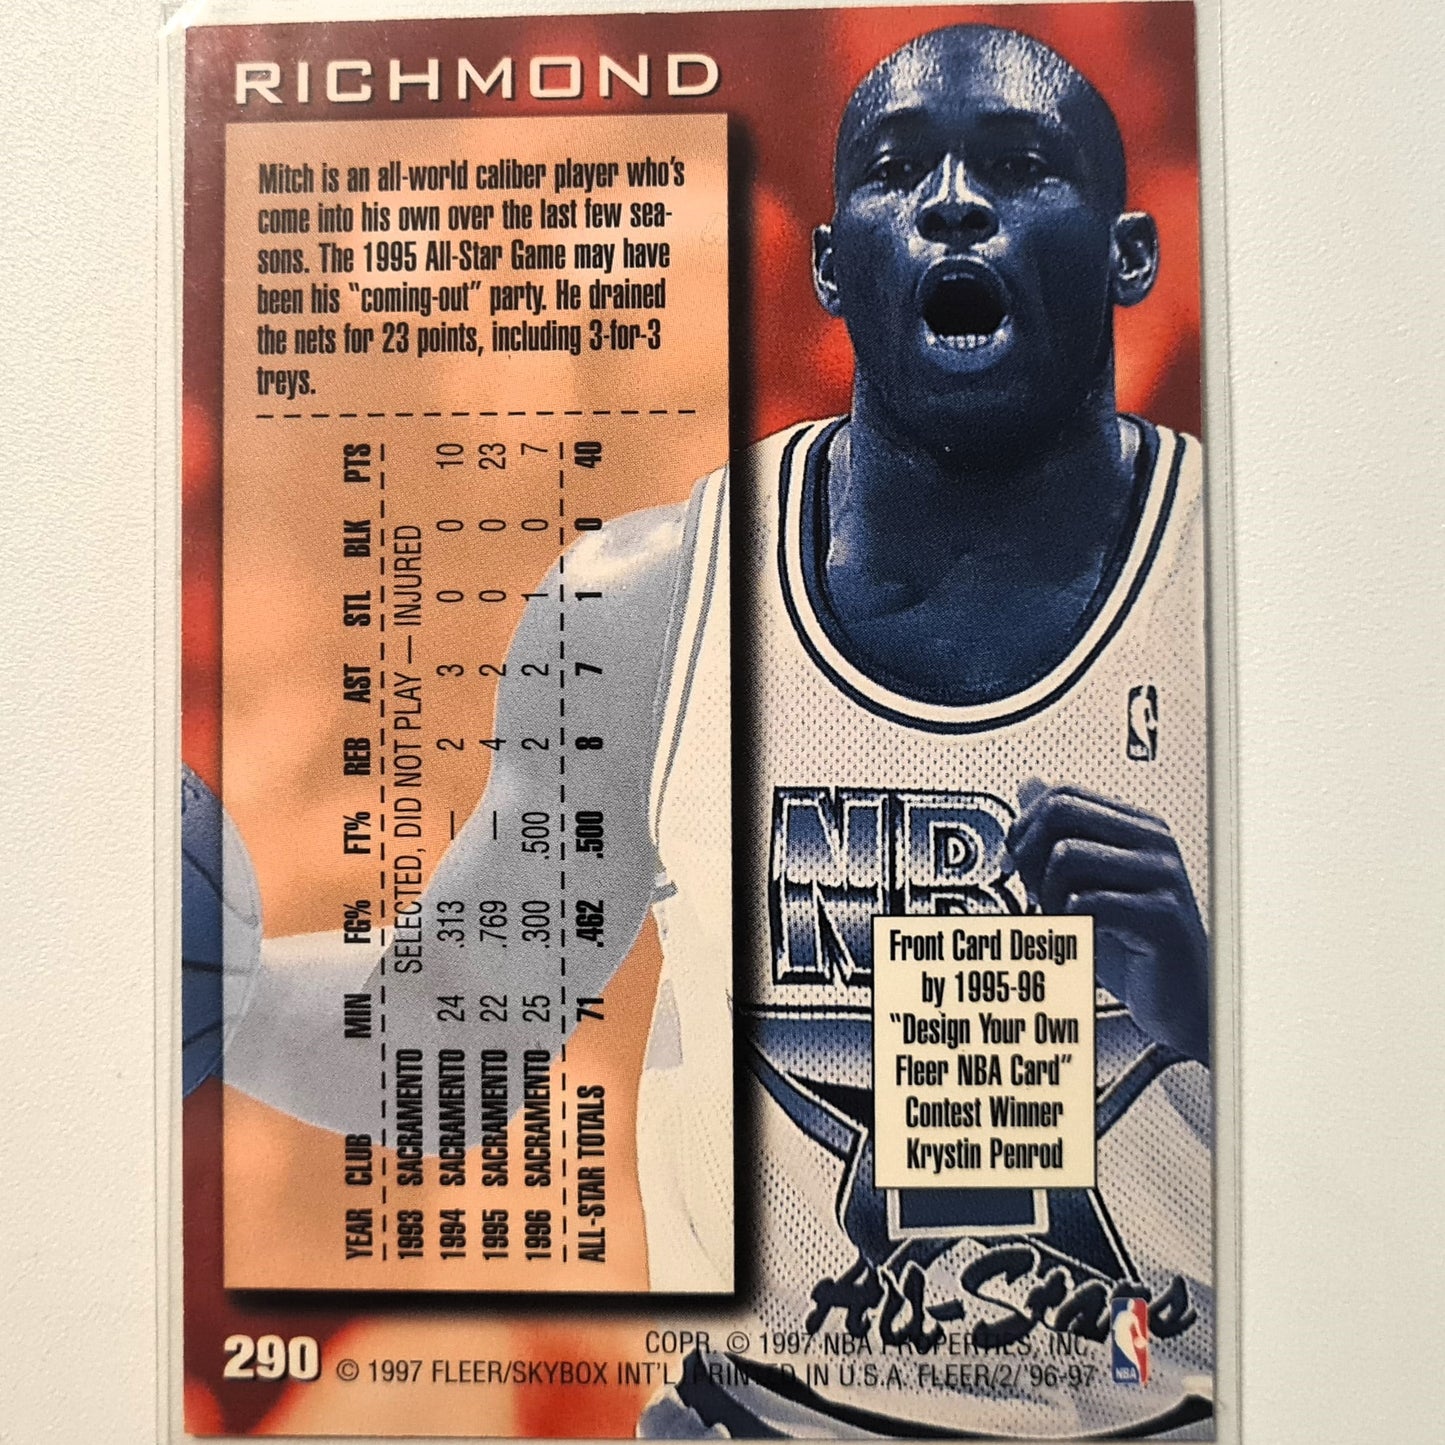 RICHMOND
Mitch is an all-world caliber player who's
come into his own over the last few sea-
sons. The 1995 All-Star Game may have
been his "coming-out" party. He drained
the nets for 23 points, including 3-for-3
treys.
YEAR CLUB MIN FG% FT% REB AST STL BLK PTS
1993 SACRAMENTO SELECTED, DID NOT PLAY — INJURED
1994 SACRAMENTO 24 .313 — 2 3 0 0 10
1995 SACRAMENTO 22 .769 — 4 2 0 0 23
1996 SACRAMENTO 25 .300 .500 2 2 1 0 7
ALL-STAR TOTALS 71 .462 .500 8 7 1 0 40
NBA
NB
Front Card Design
by 1995-96
"Design Your Own
Fleer NBA Card"
Contest Winner
Krystin Penrod
All-Stars
290
COPR. © 1997 NBA PROPERTIES, INC.
© 1997 FLEER/SKYBOX INT'L. PRINTED IN U.S.A. FLEER/2/'96-97
NBA